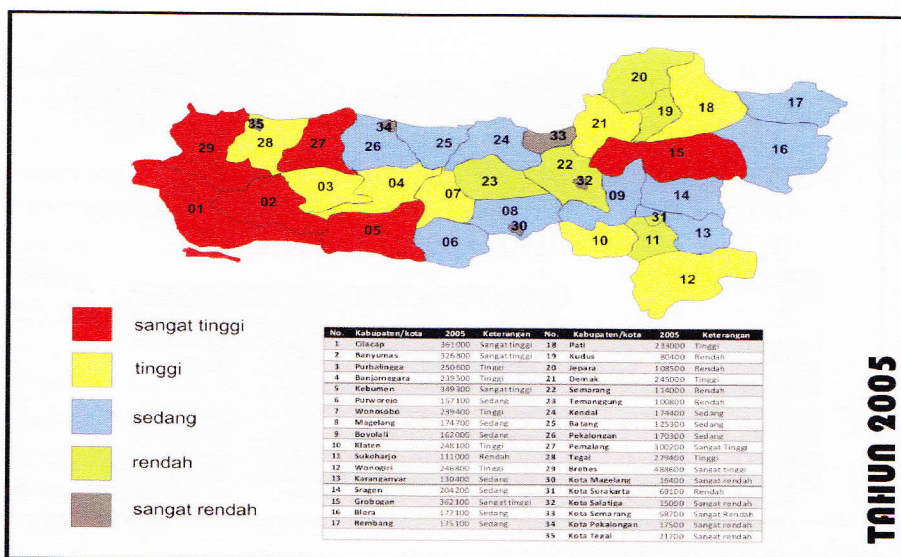 20
17
18
19
35
34
21
33
24
25
26
27
28
29
15
16
22
32
23
04
03
02
01
07
09
14
08
05
30
31
13
06
10
11
12
sangat tinggi
tinggi
sedang
rendah
sangat rendah
No. Kabupaten/kota 2005 Keterangan No. Kabupaten/kota 2005 Keterangan
1 Cilacap 361000 Sangat tinggi 18 Pati 233000 Tinggi
2 Banyumas 326800 Sangat tinggi 19 Kudus 80400 Rendah
3 Purbalingga 250600 Tinggi 20 Jepara 108500 Rendah
4 Banjarnegara 239500 Tinggi 21 Demak 245000 Tinggi
5 Kebumen 349300 Sangat tinggi 22 Semarang 114000 Rendah
6 Purworejo 157100 Sedang 23 Temanggung 100800 Rendah
7 Wonosobo 239400 Tinggi 24 Kendal 174400 Sedang
8 Magelang 174700 Sedang 25 Batang 125300 Sedang
9 Boyolali 162000 Sedang 26 Pekalongan 170300 Sedang
10 Klaten 248100 Tinggi 27 Pemalang 300200 Sangat Tinggi
11 Sukoharjo 111000 Rendah 28 Tegal 279400 Tinggi
12 Wonogiri 246800 Tinggi 29 Brebes 488600 Sangat tinggi
13 Karanganyar 130400 Sedang 30 Kota Magelang 16400 Sangat rendah
14 Sragen 204200 Sedang 31 Kota Surakarta 69100 Rendah
15 Grobogan 362100 Sangat tinggi 32 Kota Salatiga 15000 Sangat rendah
16 Blora 177100 Sedang 33 Kota Semarang 58700 Sangat Rendah
17 Rembang 175100 Sedang 34 Kota Pekalongan 17500 Sangat rendah
35 Kota Tegal 21700 Sangat rendah
TAHUN 2005